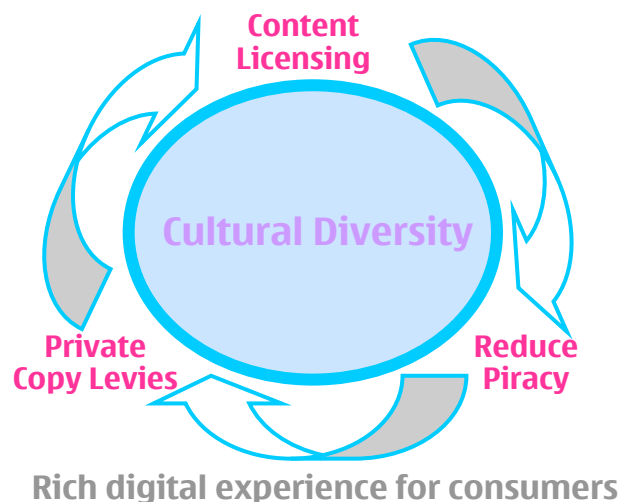 Content
Licensing
Cultural Diversity
Private
Copy Levies
Reduce
Piracy
Rich digital experience for consumers